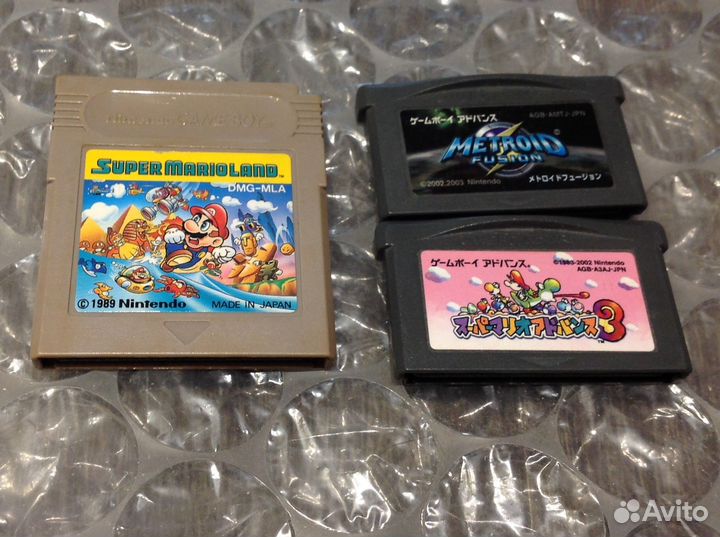 Nintendo GAME BOY
SUPER MARIOLAND™
DMG-MLA
©1989 Nintendo
MADE IN JAPAN
ゲームボーイ アドバンス
AGB-AMTJ-JPN
METROID
FUSION
©2002,2003 Nintendo
メトロイドフュージョン
ゲームボーイ アドバンス
©1993-2002 Nintendo
AGB-A3AJ-JPN
スーパーマリオアドバンス3
Avito